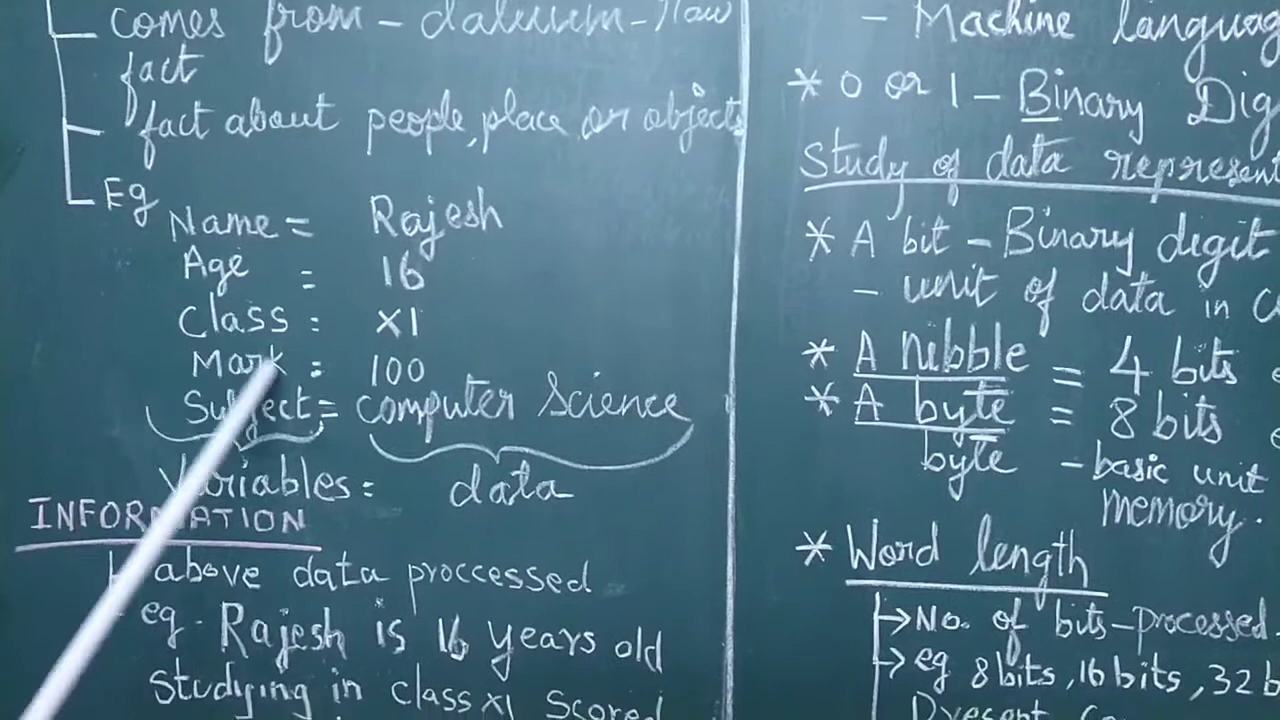 comes from - datuum - raw
fact
fact about people, place or objects
Eg
Name = Rajesh
Age : 16
Class : XI
Mark : 100
Subject = computer Science
Variables = data
INFORMATION
above data proccessed
eg - Rajesh is 16 years old
Studying in class XI Scored
- Machine languag
* 0 or 1 - Binary Dig
Study of data represent
* A bit - Binary digit
- unit of data in
* A Nibble = 4 bits
* A byte = 8 bits
byte - basic unit
memory.
* Word length
→ No. of bits - processed.
→ eg 8 bits, 16 bits, 32 b